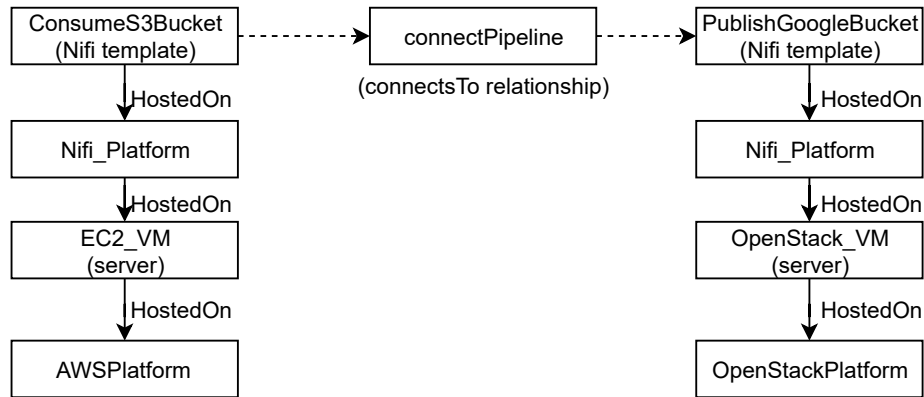 ConsumeS3Bucket
(Nifi template)
connectPipeline
(connectsTo relationship)
PublishGoogleBucket
(Nifi template)
HostedOn
HostedOn
Nifi_Platform
Nifi_Platform
HostedOn
HostedOn
EC2_VM
(server)
OpenStack_VM
(server)
HostedOn
HostedOn
AWSPlatform
OpenStackPlatform